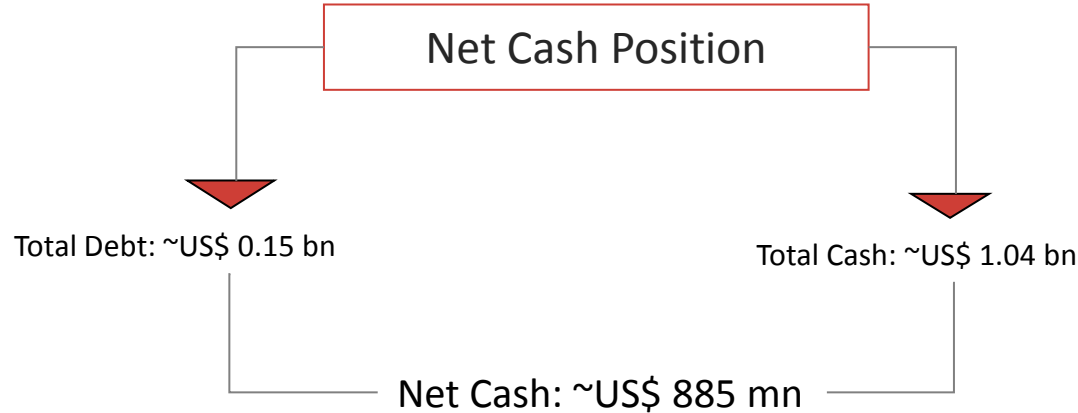 Net Cash Position
Total Debt: ~US$ 0.15 bn
Total Cash: ~US$ 1.04 bn
Net Cash: ~US$ 885 mn